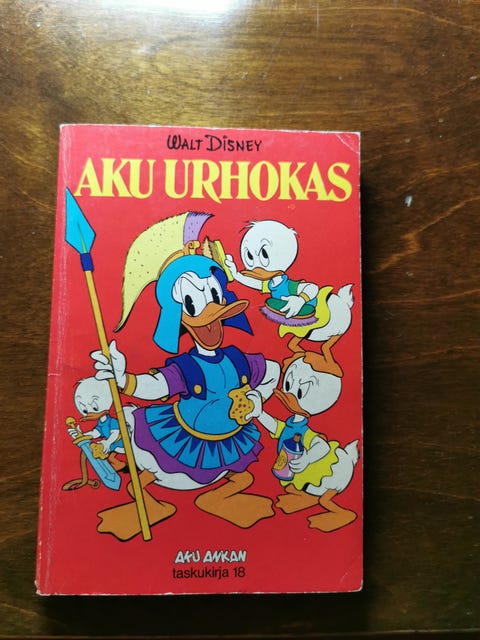 WALT DISNEY
AKU URHOKAS
AKU ANKAN
taskukirja 18